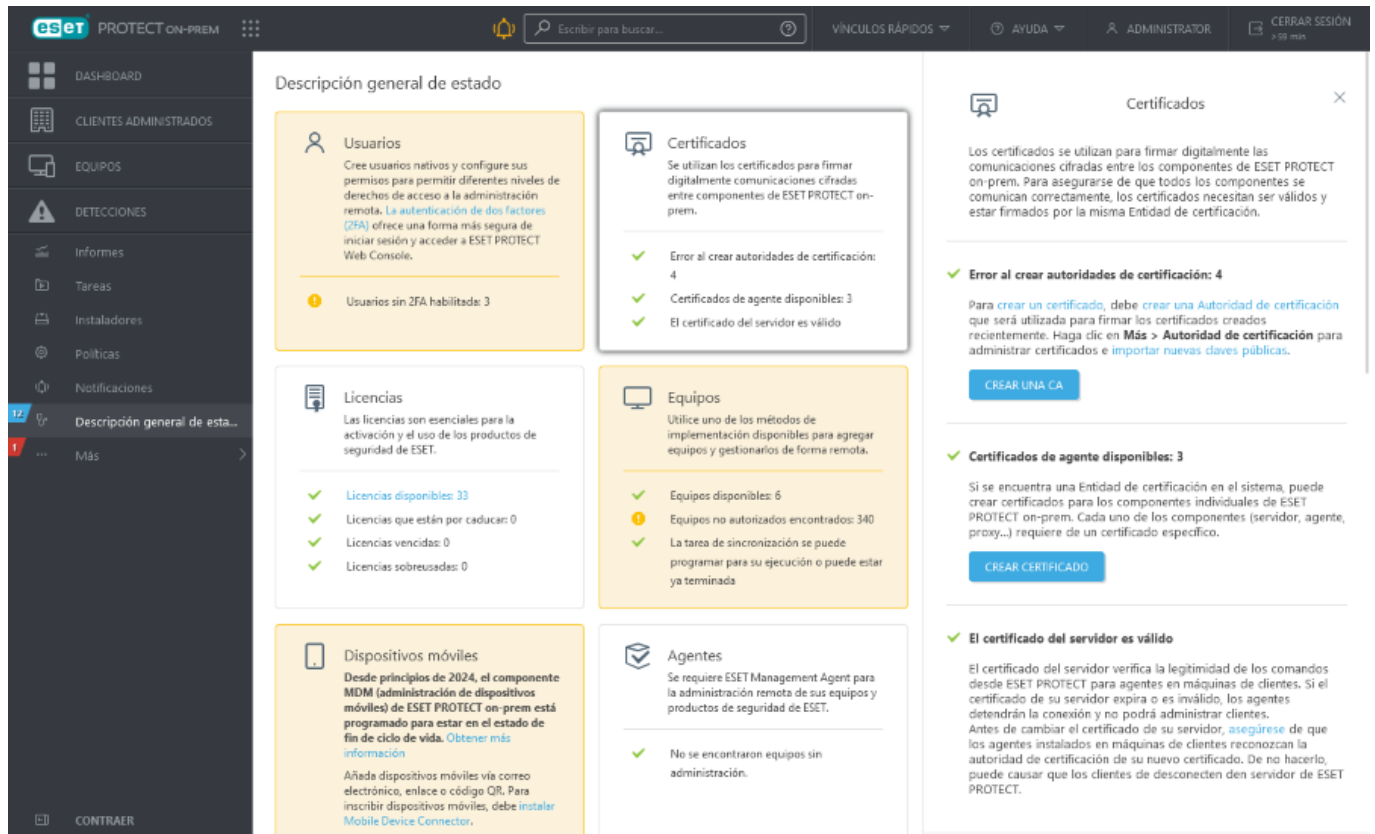 eset PROTECT ON-PREM
Escribir para buscar...
VÍNCULOS RÁPIDOS
AYUDA
ADMINISTRATOR
CERRAR SESIÓN
>59 min
DASHBOARD
CLIENTES ADMINISTRADOS
EQUIPOS
DETECCIONES
Informes
Tareas
Instaladores
Políticas
Notificaciones
12
Descripción general de esta...
1
Más
CONTRAER
Descripción general de estado
Usuarios
Cree usuarios nativos y configure sus
permisos para permitir diferentes niveles de
derechos de acceso a la administración
remota. La autenticación de dos factores
(2FA) ofrece una forma más segura de
iniciar sesión y acceder a ESET PROTECT
Web Console.
Usuarios sin 2FA habilitada: 3
Certificados
Se utilizan los certificados para firmar
digitalmente comunicaciones cifradas
entre componentes de ESET PROTECT on-
prem.
Error al crear autoridades de certificación:
4
Certificados de agente disponibles: 3
El certificado del servidor es válido
Licencias
Las licencias son esenciales para la
activación y el uso de los productos de
seguridad de ESET.
Licencias disponibles: 33
Licencias que están por caducar: 0
Licencias vencidas: 0
Licencias sobreusadas: 0
Equipos
Utilice uno de los métodos de
implementación disponibles para agregar
equipos y gestionarlos de forma remota.
Equipos disponibles: 6
Equipos no autorizados encontrados: 340
La tarea de sincronización se puede
programar para su ejecución o puede estar
ya terminada
Dispositivos móviles
Desde principios de 2024, el componente
MDM (administración de dispositivos
móviles) de ESET PROTECT on-prem está
programado para estar en el estado de
fin de ciclo de vida. Obtener más
información
Añada dispositivos móviles vía correo
electrónico, enlace o código QR. Para
inscribir dispositivos móviles, debe instalar
Mobile Device Connector.
Agentes
Se requiere ESET Management Agent para
la administración remota de sus equipos y
productos de seguridad de ESET.
No se encontraron equipos sin
administración.
Certificados
Los certificados se utilizan para firmar digitalmente las
comunicaciones cifradas entre los componentes de ESET PROTECT
on-prem. Para asegurarse de que todos los componentes se
comunican correctamente, los certificados necesitan ser válidos y
estar firmados por la misma Entidad de certificación.
Error al crear autoridades de certificación: 4
Para crear un certificado, debe crear una Autoridad de certificación
que será utilizada para firmar los certificados creados
recientemente. Haga clic en Más > Autoridad de certificación para
administrar certificados e importar nuevas claves públicas.
CREAR UNA CA
Certificados de agente disponibles: 3
Si se encuentra una Entidad de certificación en el sistema, puede
crear certificados para los componentes individuales de ESET
PROTECT on-prem. Cada uno de los componentes (servidor, agente,
proxy...) requiere de un certificado específico.
CREAR CERTIFICADO
El certificado del servidor es válido
El certificado del servidor verifica la legitimidad de los comandos
desde ESET PROTECT para agentes en máquinas de clientes. Si el
certificado de su servidor expira o es inválido, los agentes
detendrán la conexión y no podrá administrar clientes.
Antes de cambiar el certificado de su servidor, asegúrese de que
los agentes instalados en máquinas de clientes reconozcan la
autoridad de certificación de su nuevo certificado. De no hacerlo,
puede causar que los clientes de desconecten den servidor de ESET
PROTECT.